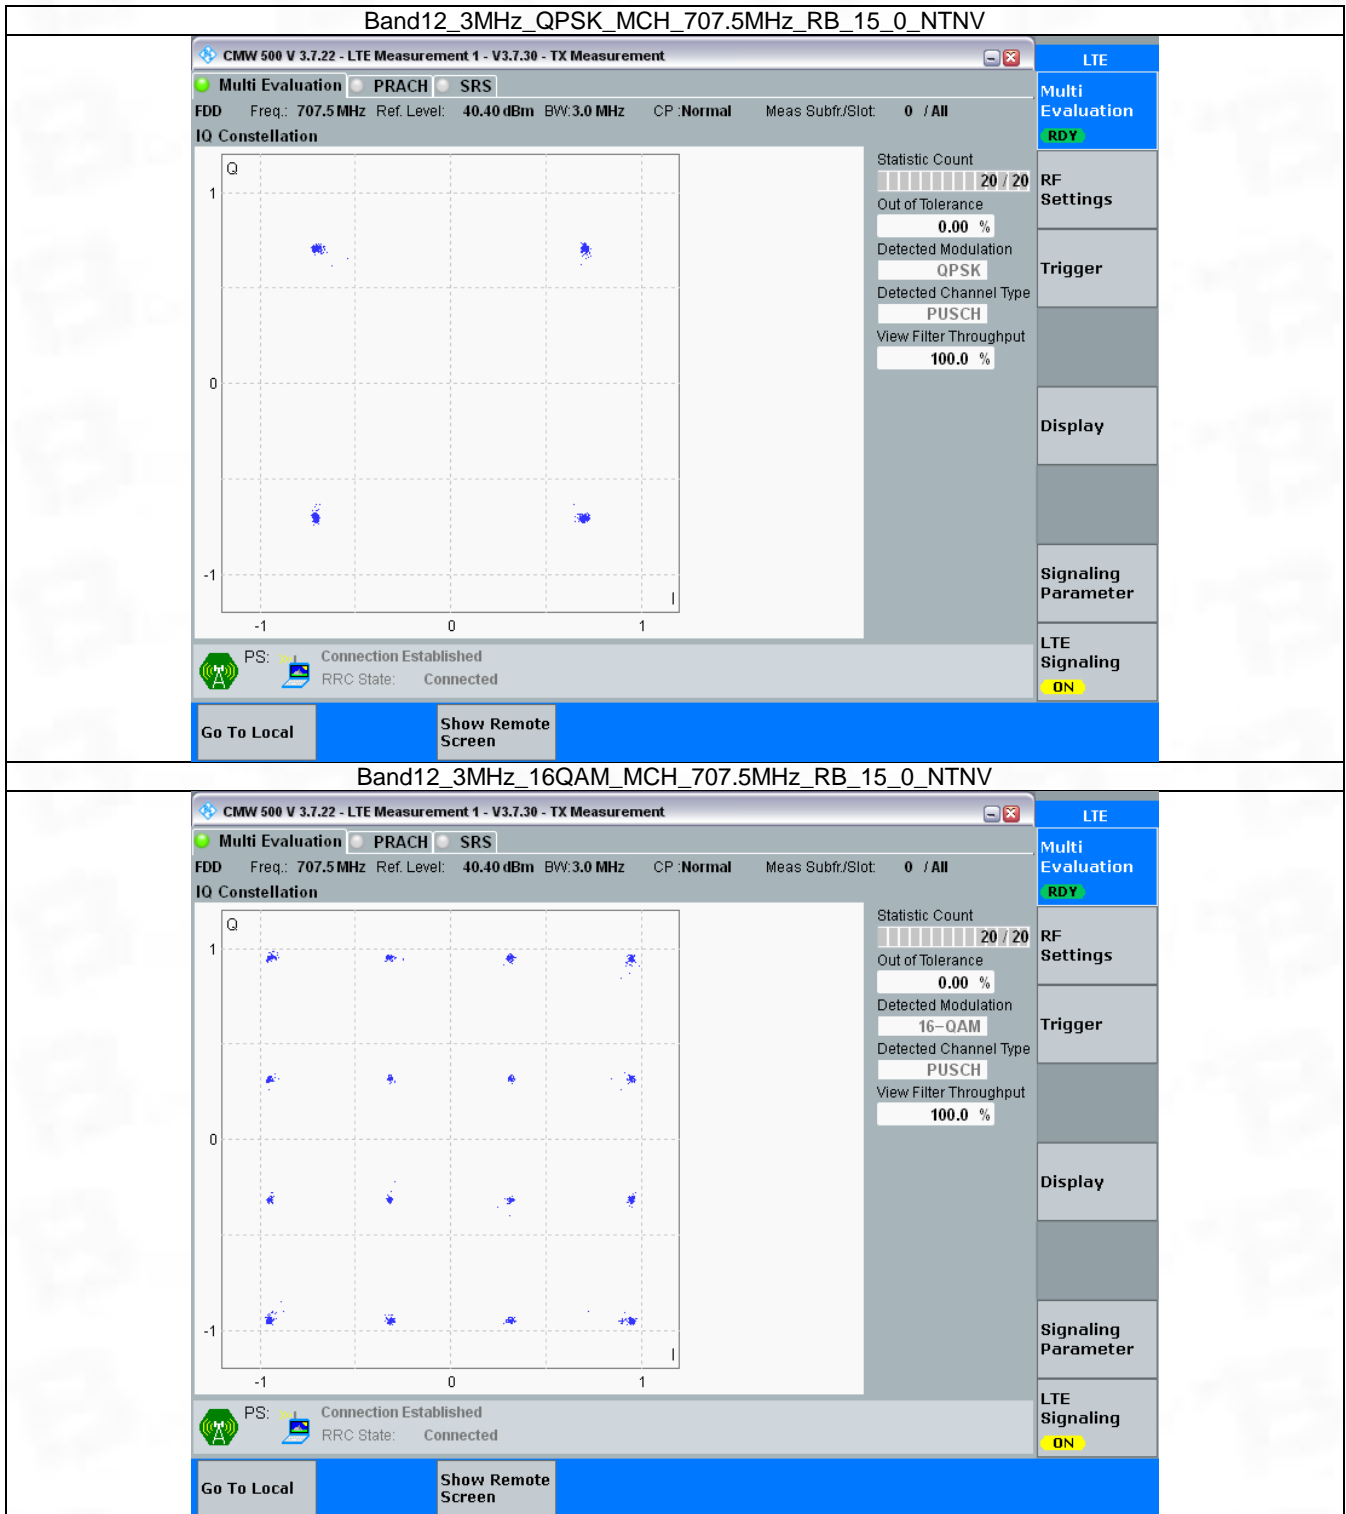 Band12_3MHz_QPSK_MCH_707.5MHz_RB_15_0_NTNV
CMW 500 V 3.7.22 - LTE Measurement 1 - V3.7.30 - TX Measurement
LTE
Multi Evaluation PRACH SRS
FDD Freq.: 707.5 MHz Ref. Level: 40.40 dBm BW: 3.0 MHz CP : Normal Meas Subfr./Slot: 0 / All
IQ Constellation
Q
1
0
-1
I
-1 0 1
Statistic Count
20 / 20
Out of Tolerance
0.00 %
Detected Modulation
QPSK
Detected Channel Type
PUSCH
View Filter Throughput
100.0 %
Multi
Evaluation
RDY
RF
Settings
Trigger
Display
Signaling
Parameter
LTE
Signaling
ON
PS: Connection Established
RRC State: Connected
Go To Local
Show Remote
Screen
Band12_3MHz_16QAM_MCH_707.5MHz_RB_15_0_NTNV
CMW 500 V 3.7.22 - LTE Measurement 1 - V3.7.30 - TX Measurement
LTE
Multi Evaluation PRACH SRS
FDD Freq.: 707.5 MHz Ref. Level: 40.40 dBm BW: 3.0 MHz CP : Normal Meas Subfr./Slot: 0 / All
IQ Constellation
Q
1
0
-1
I
-1 0 1
Statistic Count
20 / 20
Out of Tolerance
0.00 %
Detected Modulation
16-QAM
Detected Channel Type
PUSCH
View Filter Throughput
100.0 %
Multi
Evaluation
RDY
RF
Settings
Trigger
Display
Signaling
Parameter
LTE
Signaling
ON
PS: Connection Established
RRC State: Connected
Go To Local
Show Remote
Screen